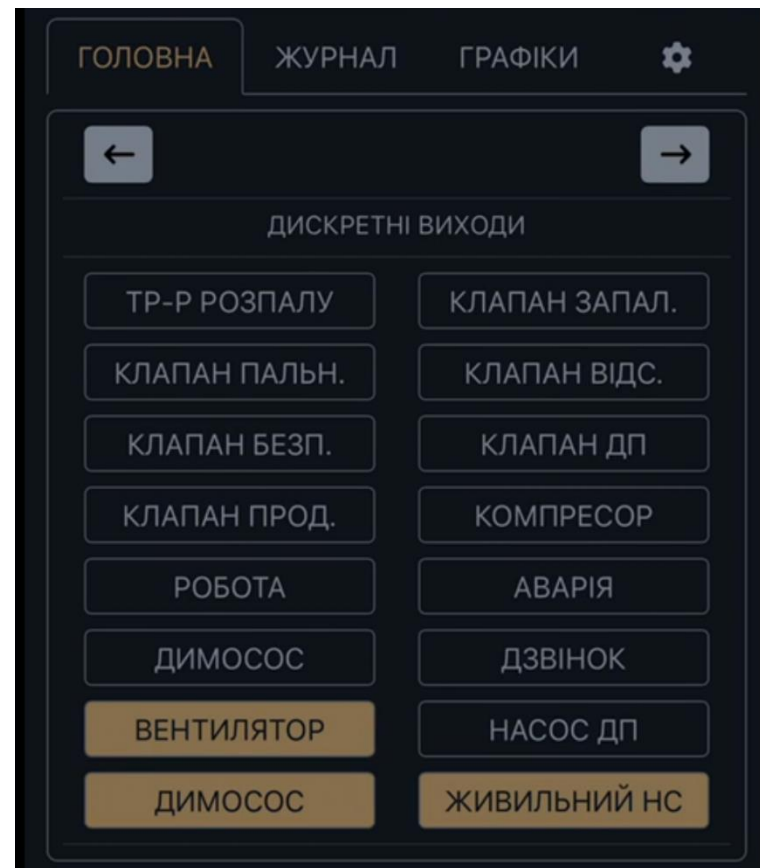 ГОЛОВНА ЖУРНАЛ ГРАФІКИ
ДИСКРЕТНІ ВИХОДИ
ТР-Р РОЗПАЛУ КЛАПАН ЗАПАЛ.
КЛАПАН ПАЛЬН. КЛАПАН ВІДС.
КЛАПАН БЕЗП. КЛАПАН ДП
КЛАПАН ПРОД. КОМПРЕСОР
РОБОТА АВАРІЯ
ДИМОСОС ДЗВІНОК
ВЕНТИЛЯТОР НАСОС ДП
ДИМОСОС ЖИВИЛЬНИЙ НС